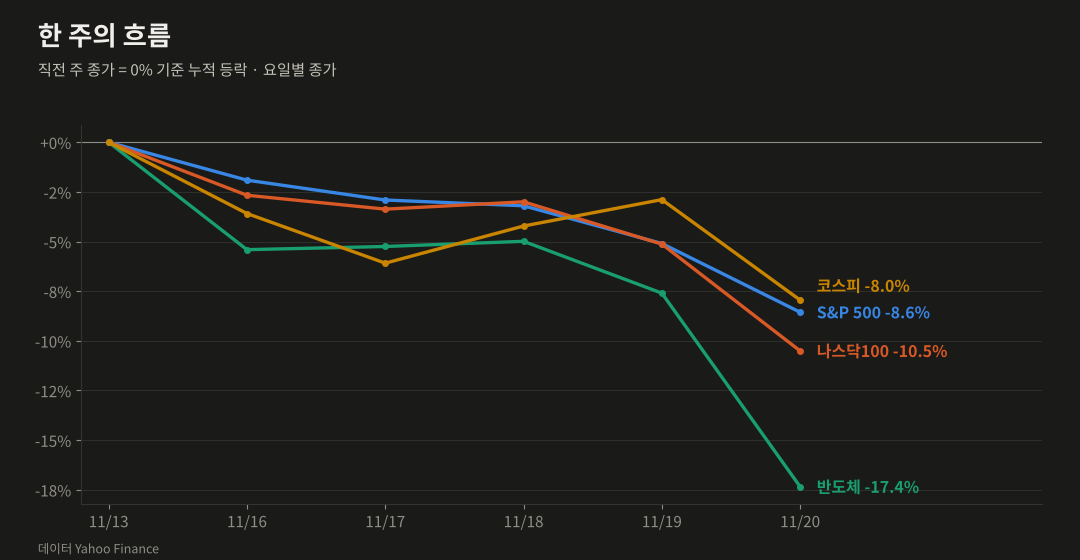 한 주의 흐름
직전 주 종가 = 0% 기준 누적 등락 · 요일별 종가
+0%
-2%
-5%
-8%
-10%
-12%
-15%
-18%
코스피 -8.0%
S&P 500 -8.6%
나스닥100 -10.5%
반도체 -17.4%
11/13 11/16 11/17 11/18 11/19 11/20
데이터 Yahoo Finance